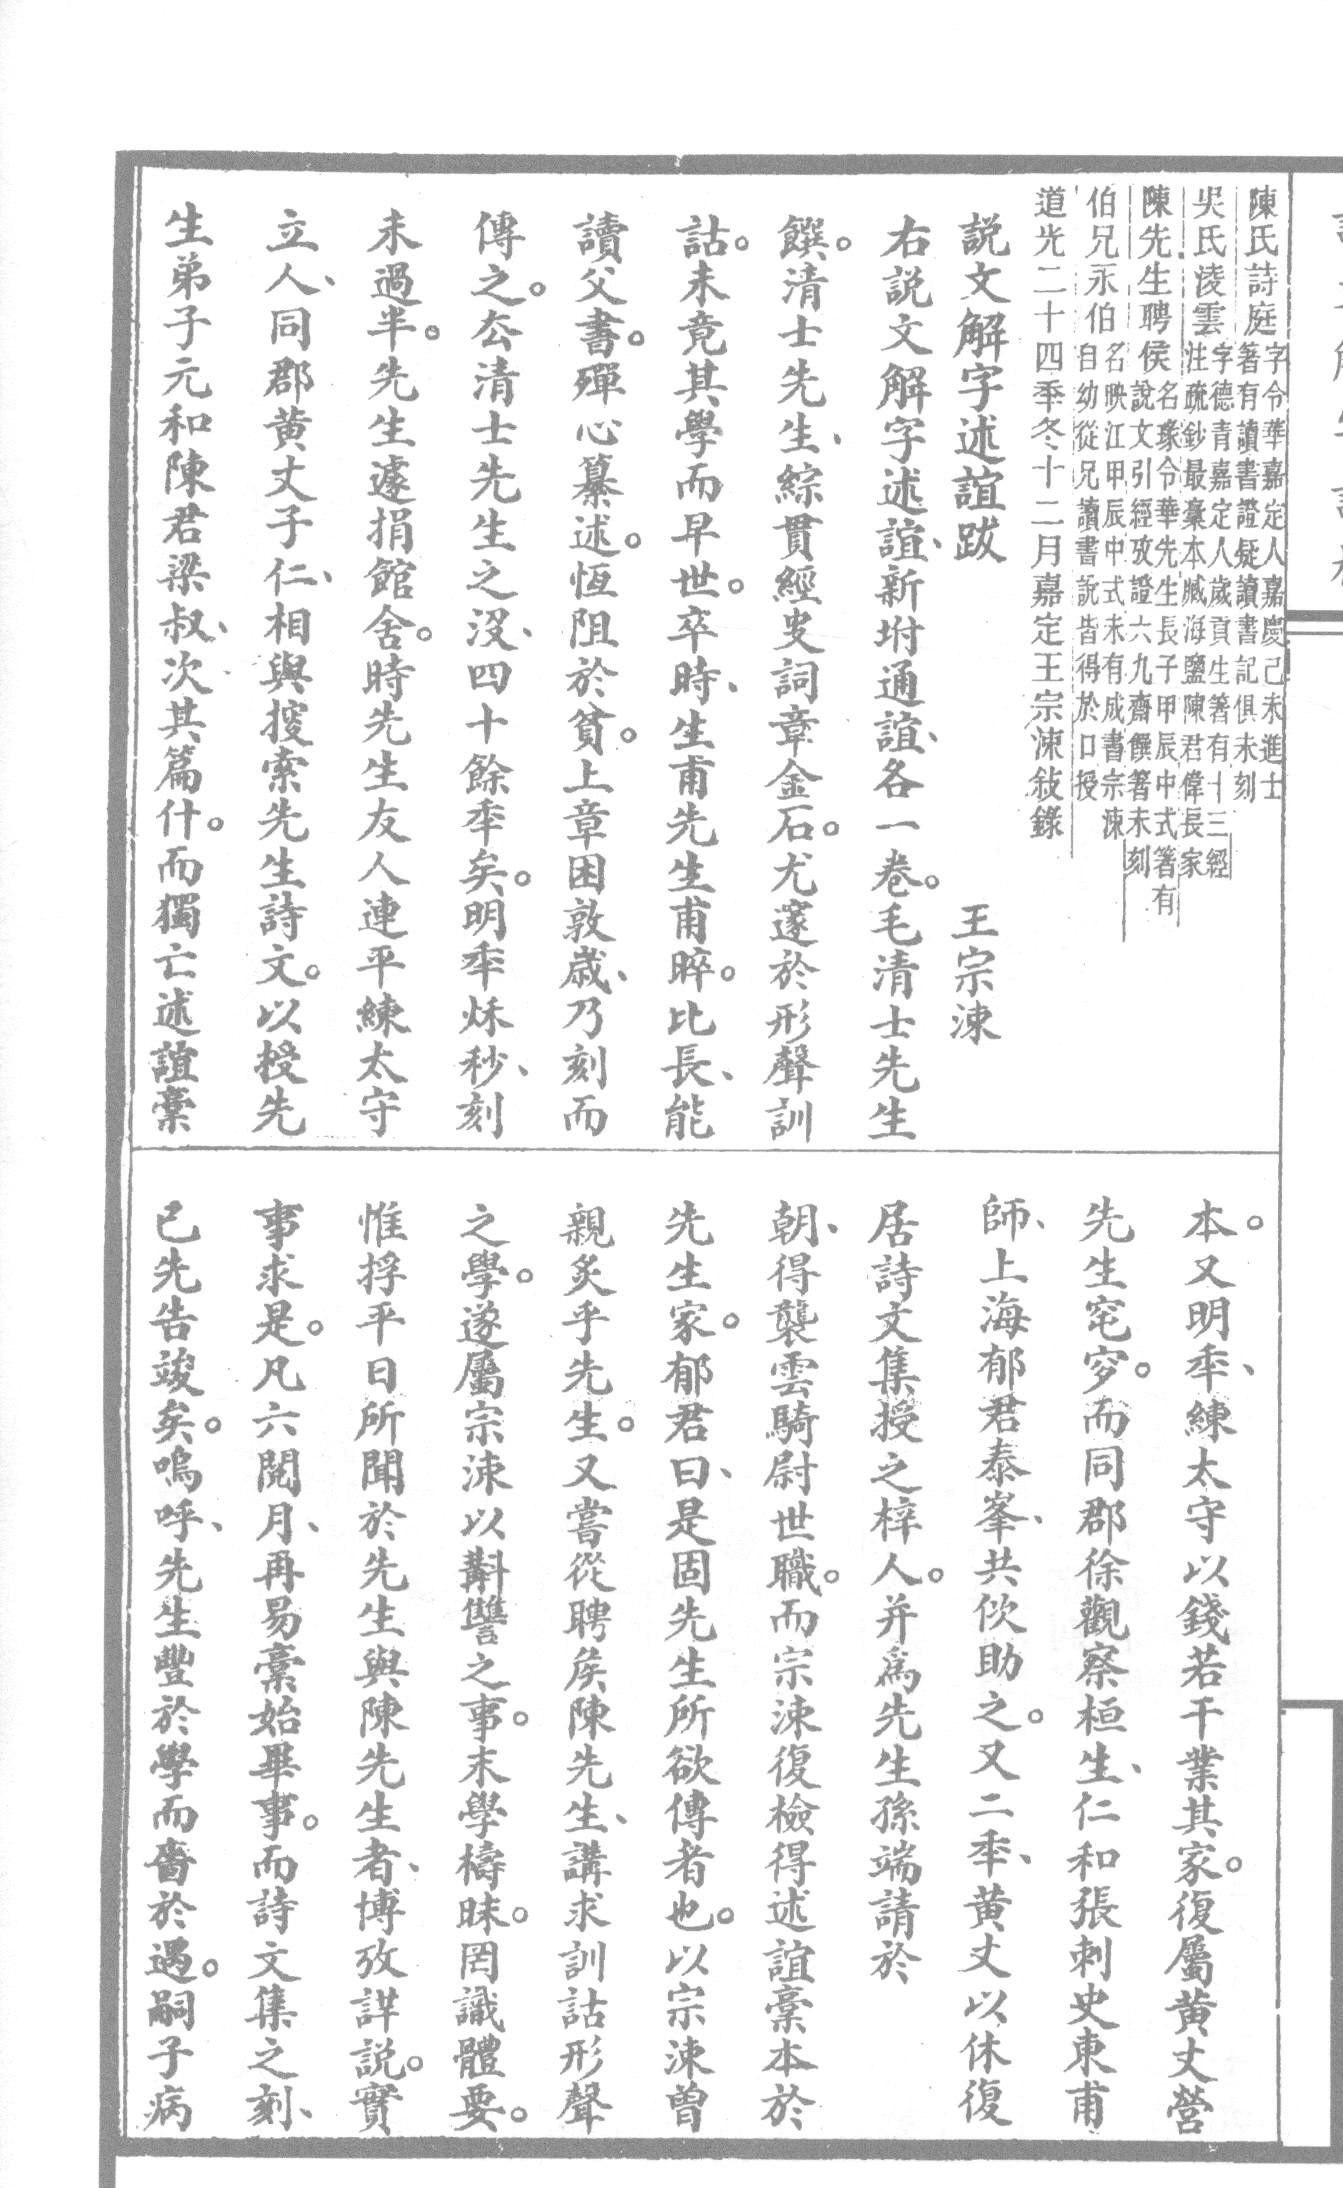 陳氏詩庭字令華嘉定人嘉慶己未進士著有讀書證疑讀書記俱未刻
吳氏淩雲字德青嘉定人歲貢生著有十三經注疏鈔最稾本臧海鹽陳君偉長家
陳先生聘侯名瑑令華先生長子甲辰中式箸有說文引經攷證六九齋饌箸未刻
伯兄永伯名映江甲辰中式未有成書宗涑自幼從兄讀書說皆得於口授
道光二十四秊冬十二月嘉定王宗涑敍錄
說文解字述誼跋 王宗涑
右說文解字述誼、新坿通誼、各一卷。毛清士先生
饌。清士先生、綜貫經史詞章金石。尤邃於形聲訓
詁。未竟其學而早世。卒時、生甫先生甫晬。比長、能
讀父書。殫心纂述。恆阻於貧。上章困敦歲、乃刻而
傳之。厺清士先生之沒、四十餘秊矣。明秊秌秒、刻
未過半。先生遽捐館舍。時先生友人連平練太守
立人、同郡黄丈子仁、相與搜索先生詩文。以授先
生弟子元和陳君梁叔、次其篇什。而獨亡述誼稾
本。又明秊、練太守以錢若干業其家。復屬黄丈營
先生窀穸。而同郡徐觀察桓生、仁和張刺史東甫
師、上海郁君泰峯、共佽助之。又二秊、黄丈以休復
居詩文集授之梓人。并爲先生孫端請於
朝、得襲雲騎尉世職。而宗涑復檢得述誼稾本於
先生家。郁君曰、是固先生所欲傳者也。以宗涑曾
親炙乎先生。又嘗從聘矦陳先生、講求訓詁形聲
之學。遂屬宗涑以斠讐之事。末學檮昧。罔識體要。
惟捊平日所聞於先生與陳先生者、博攷詳説。實
事求是。凡六閱月、再易稾始畢事。而詩文集之刻、
已先告竣矣。嗚呼、先生豐於學而嗇於遇。嗣子病